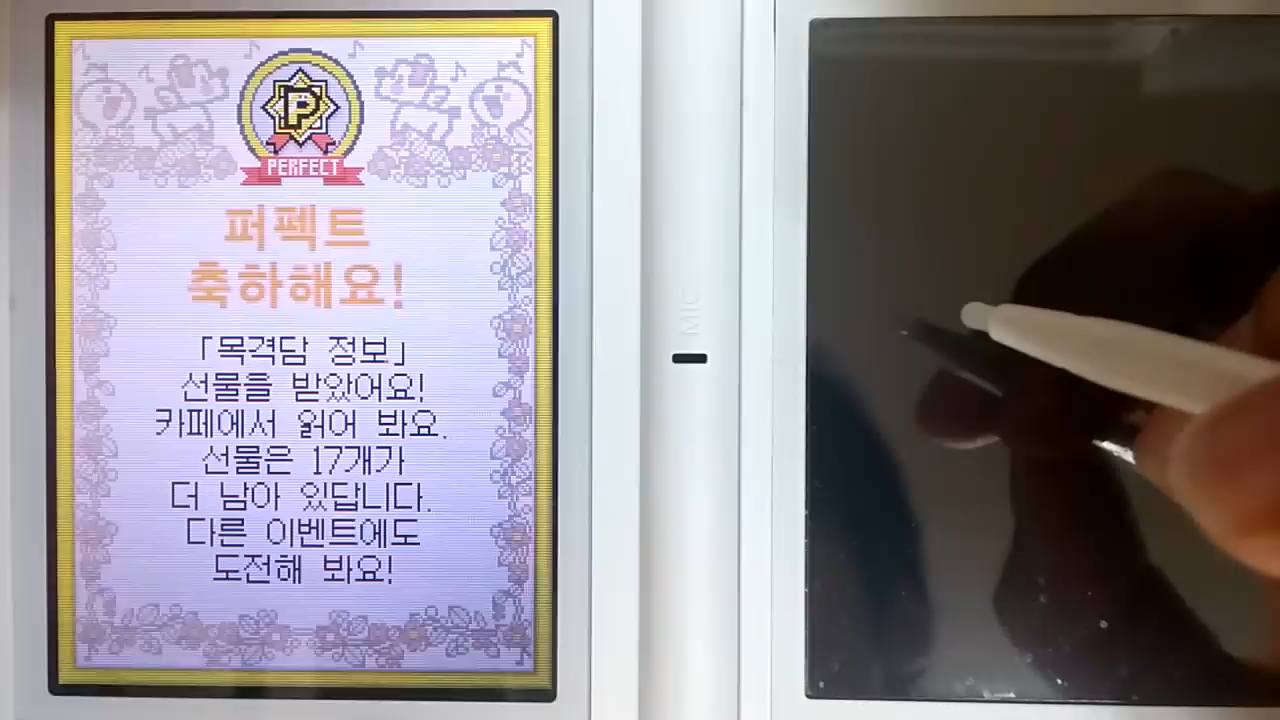 P
PERFECT
퍼펙트
축하해요!
「목격담 정보」
선물을 받았어요!
카페에서 읽어 봐요.
선물은 17개가
더 남아 있답니다.
다른 이벤트에도
도전해 봐요!
MIC